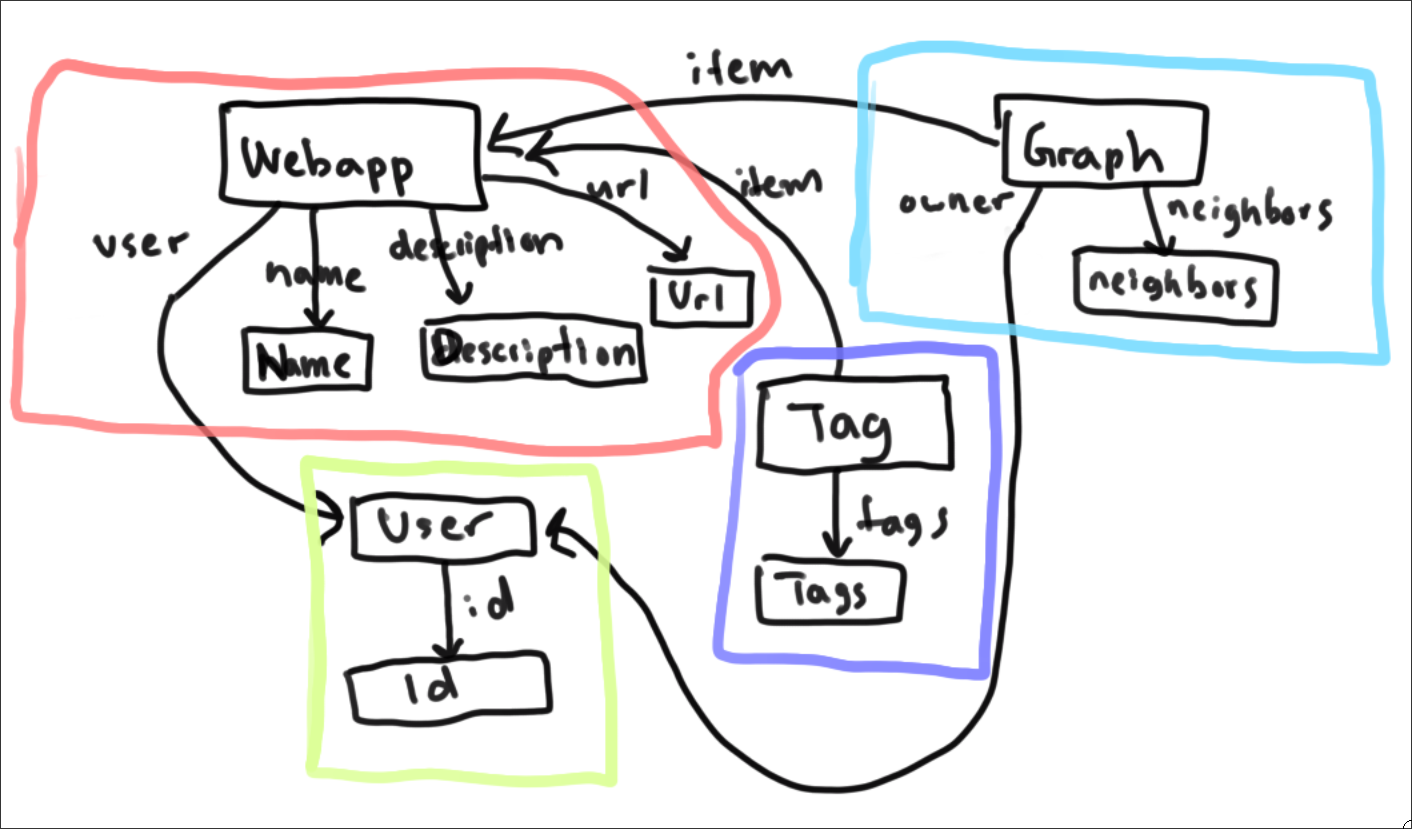 item
Webapp
Graph
url
item
owner
neighbors
user
description
name
neighbors
Url
Name
Description
Tag
User
tags
id
Tags
Id